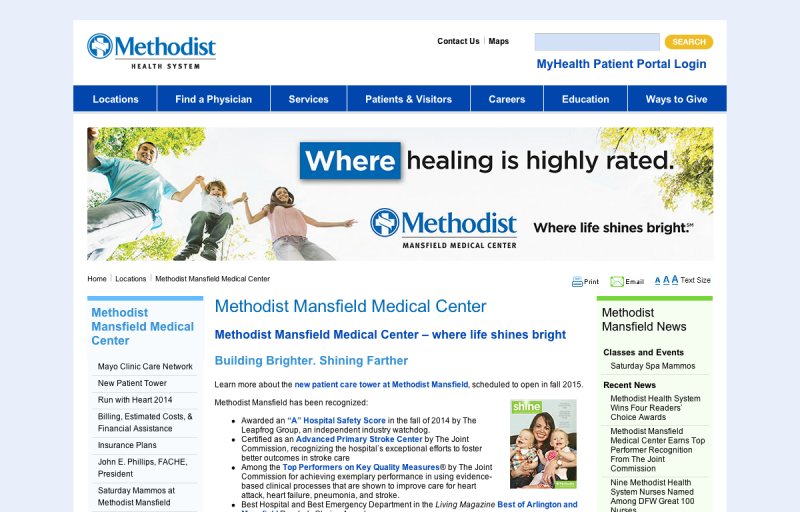 Methodist
HEALTH SYSTEM
Contact Us
Maps
SEARCH
MyHealth Patient Portal Login
Locations
Find a Physician
Services
Patients & Visitors
Careers
Education
Ways to Give
Where healing is highly rated.
Methodist
MANSFIELD MEDICAL CENTER
Where life shines bright.℠
Home
Locations
Methodist Mansfield Medical Center
Print
Email
A A A Text Size
Methodist
Mansfield Medical
Center
Mayo Clinic Care Network
New Patient Tower
Run with Heart 2014
Billing, Estimated Costs, &
Financial Assistance
Insurance Plans
John E. Phillips, FACHE,
President
Saturday Mammos at
Methodist Mansfield
Methodist Mansfield Medical Center
Methodist Mansfield Medical Center – where life shines bright
Building Brighter. Shining Farther
Learn more about the new patient care tower at Methodist Mansfield, scheduled to open in fall 2015.
Methodist Mansfield has been recognized:
Awarded an “A” Hospital Safety Score in the fall of 2014 by The
Leapfrog Group, an independent industry watchdog.
Certified as an Advanced Primary Stroke Center by The Joint
Commission, recognizing the hospital’s exceptional efforts to foster
better outcomes in stroke care
Among the Top Performers on Key Quality Measures® by The Joint
Commission for achieving exemplary performance in using evidence-
based clinical processes that are shown to improve care for heart
attack, heart failure, pneumonia, and stroke.
Best Hospital and Best Emergency Department in the Living Magazine Best of Arlington and
shine
Methodist
Mansfield News
Classes and Events
Saturday Spa Mammos
Recent News
Methodist Health System
Wins Four Readers’
Choice Awards
Methodist Mansfield
Medical Center Earns Top
Performer Recognition
From The Joint
Commission
Nine Methodist Health
System Nurses Named
Among DFW Great 100
Nurses